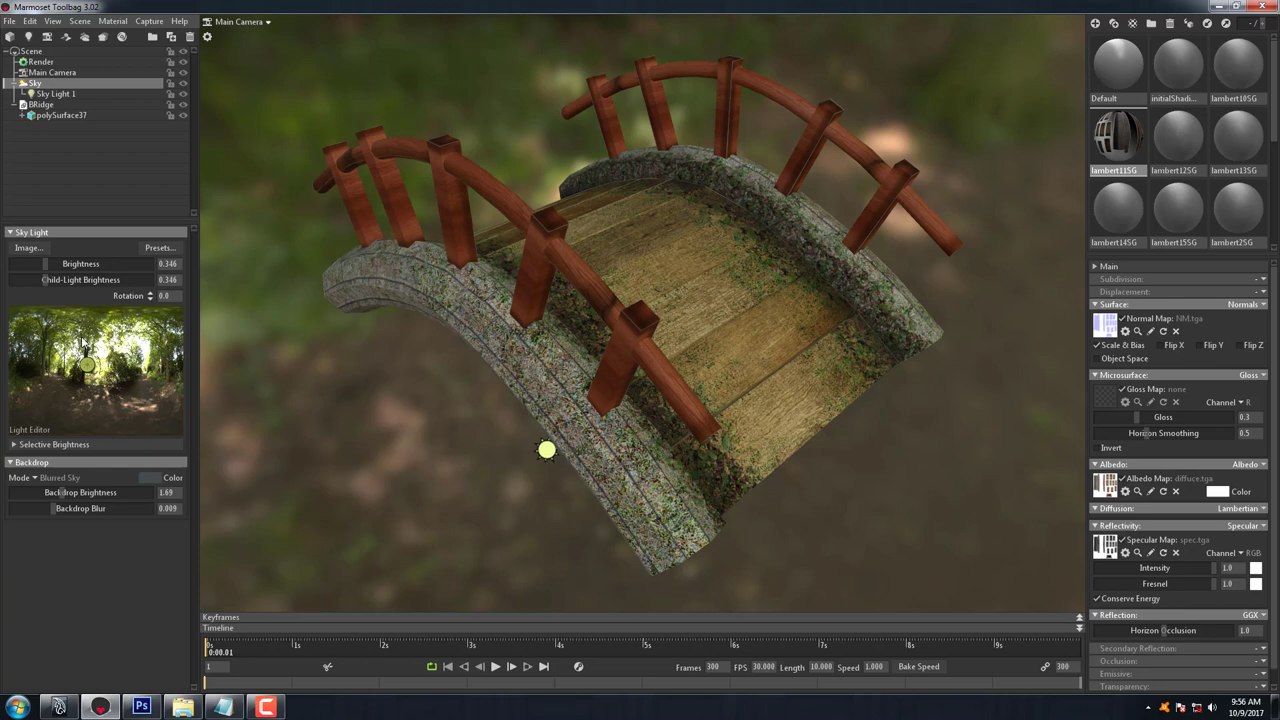 Marmoset Toolbag 3.02
File Edit View Scene Material Capture Help
Main Camera
Scene
Render
Main Camera
Sky
Sky Light 1
BRidge
polySurface37
Sky Light
Image... Presets...
Brightness 0.346
Child-Light Brightness 0.346
Rotation 0.0
Light Editor
Selective Brightness
Backdrop
Mode Blurred Sky Color
Backdrop Brightness 1.69
Backdrop Blur 0.009
Keyframes
Timeline
0s 1s 2s 3s 4s 5s 6s 7s 8s 9s
0:00.01
1 Frames 300 FPS 30.000 Length 10.000 Speed 1.000 Bake Speed 300
- /
Default initialShadi... lambert10SG
lambert11SG lambert12SG lambert13SG
lambert14SG lambert15SG lambert2SG
Main
Subdivision: -
Displacement: -
Surface: Normals
Normal Map: NM.tga
Scale & Bias Flip X Flip Y Flip Z
Object Space
Microsurface: Gloss
Gloss Map: none
Channel R
Gloss 0.3
Horizon Smoothing 0.5
Invert
Albedo: Albedo
Albedo Map: diffuce.tga
Color
Diffusion: Lambertian
Reflectivity: Specular
Specular Map: spec.tga
Channel RGB
Intensity 1.0
Fresnel 1.0
Conserve Energy
Reflection: GGX
Horizon Occlusion 1.0
Secondary Reflection: -
Occlusion: -
Emissive: -
Transparency: -
Ps
C
9:56 AM
10/9/2017